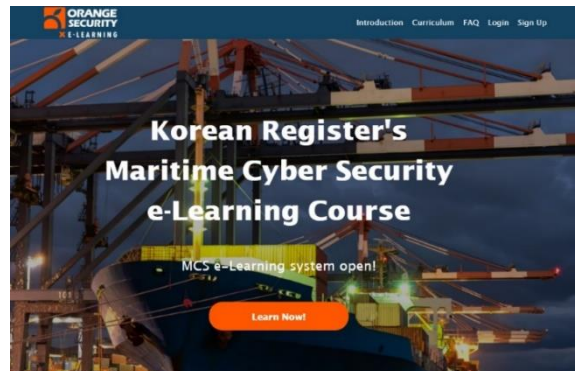 ORANGE
SECURITY
E-LEARNING
Introduction Curriculum FAQ Login Sign Up
Korean Register's
Maritime Cyber Security
e-Learning Course
MCS e-Learning system open!
Learn Now!